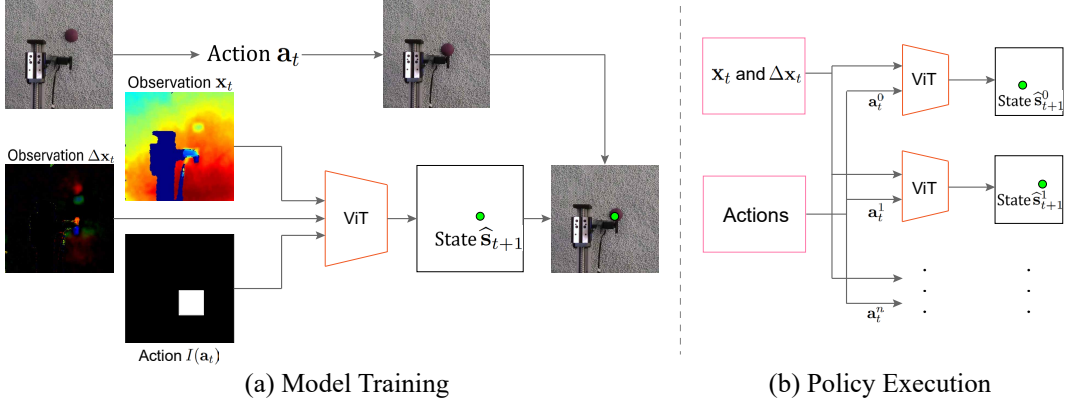 Action a_t
Observation x_t
Observation Δx_t
ViT
State ŝ_{t+1}
Action I(a_t)
(a) Model Training
x_t and Δx_t
Actions
a_t^0
ViT
State ŝ_{t+1}^0
a_t^1
ViT
State ŝ_{t+1}^1
. .
. .
. .
a_t^n
(b) Policy Execution